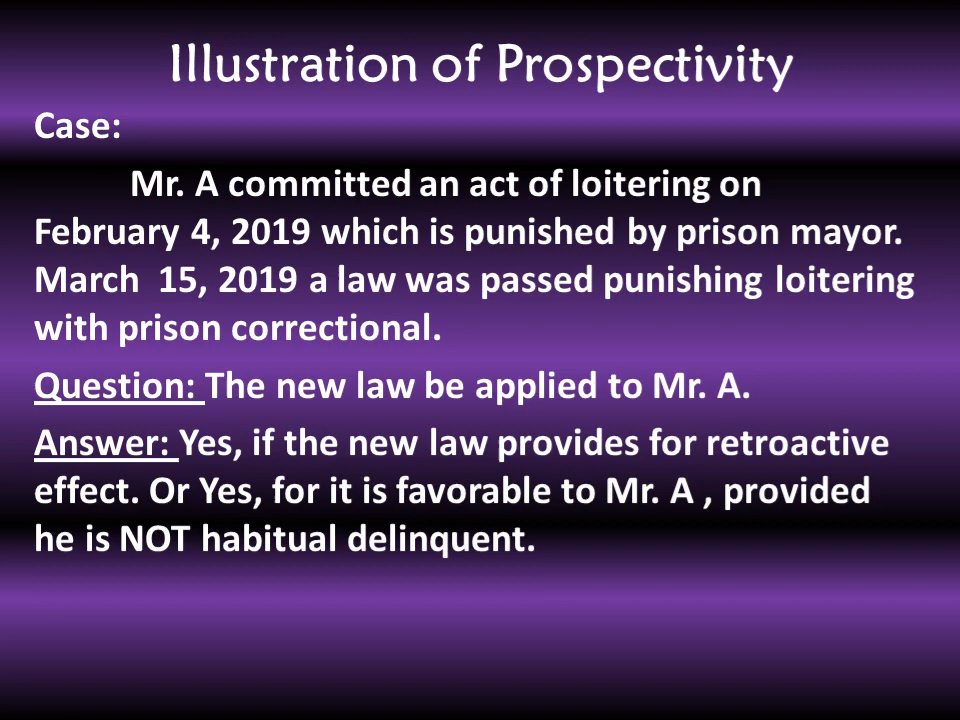 Illustration of Prospectivity
Case:
Mr. A committed an act of loitering on
February 4, 2019 which is punished by prison mayor.
March 15, 2019 a law was passed punishing loitering
with prison correctional.
Question: The new law be applied to Mr. A.
Answer: Yes, if the new law provides for retroactive
effect. Or Yes, for it is favorable to Mr. A , provided
he is NOT habitual delinquent.